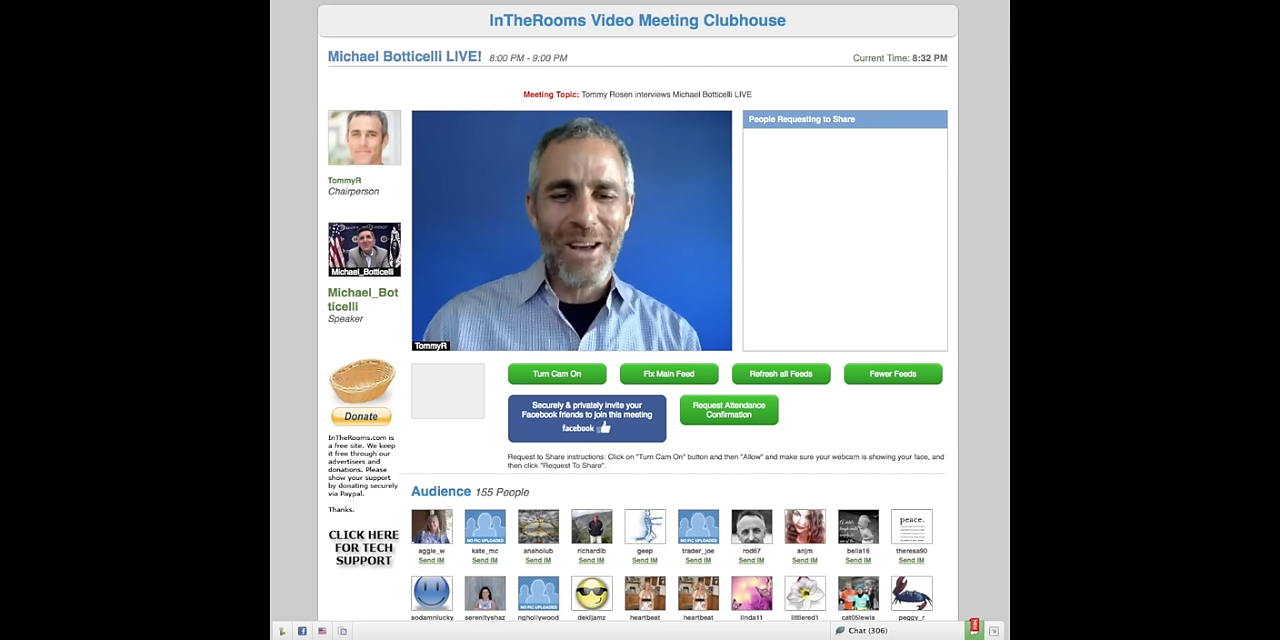 InTheRooms Video Meeting Clubhouse
Michael Botticelli LIVE! 8:00 PM - 9:00 PM
Current Time: 8:32 PM
Meeting Topic: Tommy Rosen interviews Michael Botticelli LIVE
People Requesting to Share
TommyR
Chairperson
Michael_Botticelli
Michael_Bot
ticelli
Speaker
TommyR
Turn Cam On
Fix Main Feed
Refresh all Feeds
Fewer Feeds
Securely & privately invite your
Facebook friends to join this meeting
facebook
Request Attendance
Confirmation
Donate
InTheRooms.com is
a free site. We keep
it free through our
advertisers and
donations. Please
show your support
by donating securely
via Paypal.
Thanks.
CLICK HERE
FOR TECH
SUPPORT
Request to Share instructions: Click on "Turn Cam On" button and then "Allow" and make sure your webcam is showing your face, and
then click "Request To Share".
Audience 155 People
NO PIC UPLOADED
NO PIC UPLOADED
peace.
aggie_w
kate_mc
anaholub
richardlb
geep
trader_joe
rod67
anjm
bella16
theresa90
Send IM
Send IM
Send IM
Send IM
Send IM
Send IM
Send IM
Send IM
Send IM
Send IM
NO PIC UPLOADED
sodamnlucky
serenityshaz
nghollywood
dekijamz
heartbeat
heartbeat
linda11
littlered1
cat05lewis
peggy_r
Chat (306)